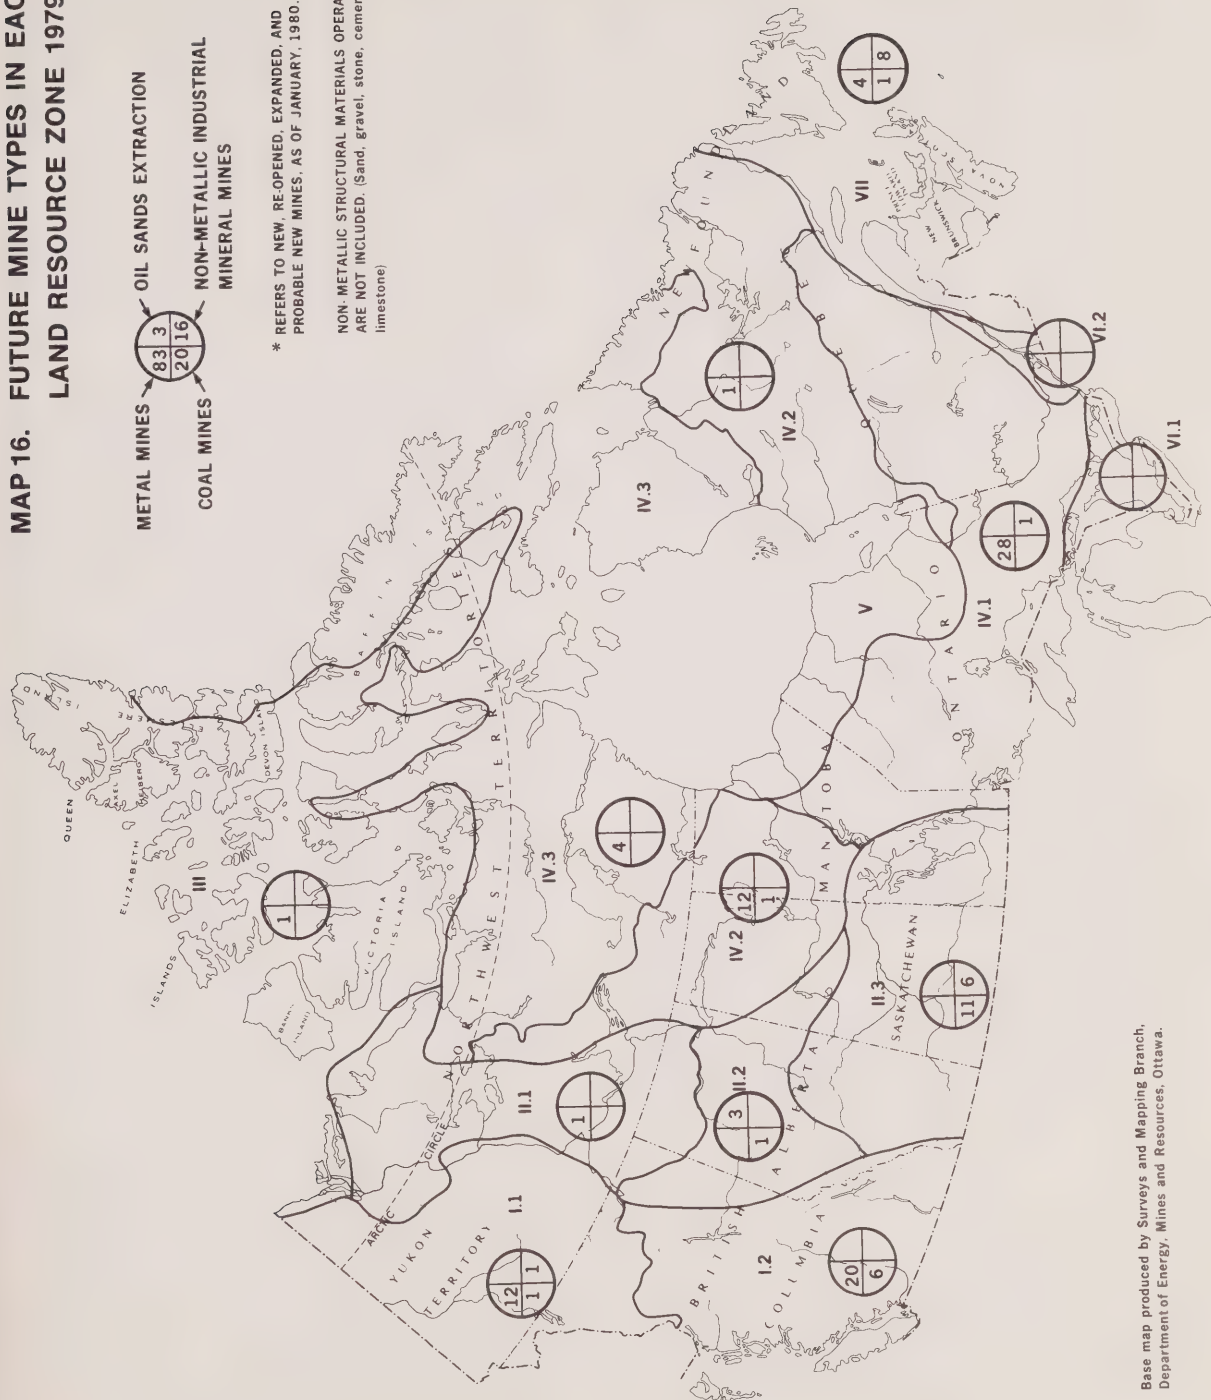 MAP 16. FUTURE MINE TYPES IN
LAND RESOURCE ZONE 1979
METAL MINES
83 3
20 16
OIL SANDS EXTRACTION
COAL MINES
NON-METALLIC INDUSTRIAL
MINERAL MINES
* REFERS TO NEW, RE-OPENED, EXPANDED, AND
PROBABLE NEW MINES, AS OF JANUARY, 1980.
NON-METALLIC STRUCTURAL MATERIALS
ARE NOT INCLUDED. (Sand, gravel, stone,
limestone)
QUEEN
ELIZABETH
ISLANDS
AXEL
HEIBERG
ISLAND
DEVON ISLAND
III
1
BANKS
ISLAND
VICTORIA
ISLAND
BAFFIN
ARCTIC
CIRCLE
YUKON
TERRITORY
I.1
12
1 1
NORTHWEST TERRITORIES
II.1
1
IV.3
4
IV.3
BRITISH
COLUMBIA
I.2
20
6
ALBERTA
II.2
3
1
IV.2
12
1
SASKATCHEWAN
II.3
11 6
MANITOBA
V
ONTARIO
IV.1
28
1
QUEBEC
IV.2
1
NEWFOUNDLAND
4
1 8
VII
PRINCE
EDWARD
NEW
BRUNSWICK
NOVA
VI.2
VI.1
Base map produced by Surveys and Mapping Branch,
Department of Energy, Mines and Resources, Ottawa.